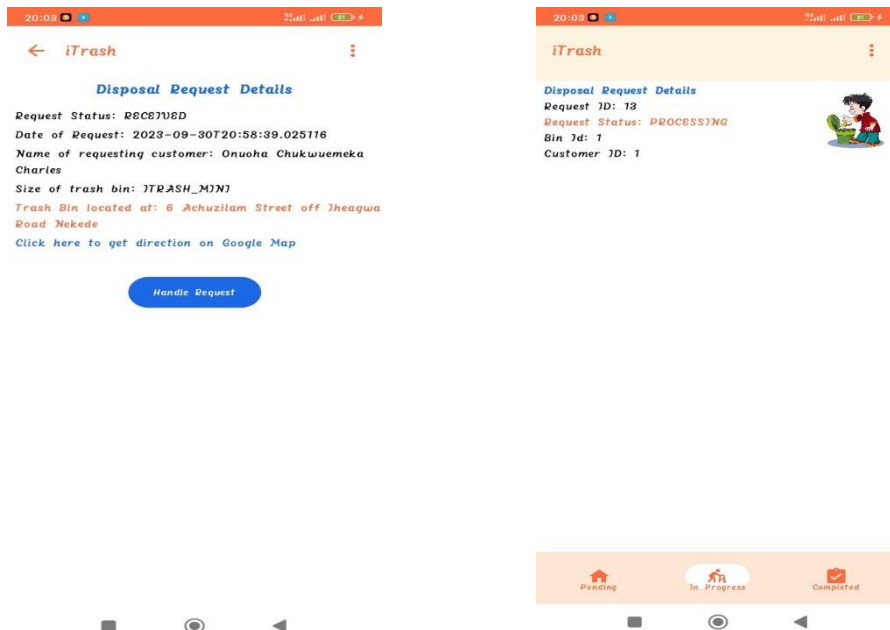 20:03
iTrash
Disposal Request Details
Request Status: RECEIVED
Date of Request: 2023-09-30T20:58:39.025116
Name of requesting customer: Onuoha Chukwuemeka
Charles
Size of trash bin: ITRASH_MINI
Trash Bin located at: 6 Achuzilam Street off Iheagwa
Road Nekede
Click here to get direction on Google Map
Handle Request
20:03
iTrash
Disposal Request Details
Request ID: 13
Request Status: PROCESSING
Bin Id: 1
Customer ID: 1
Pending
In Progress
Completed